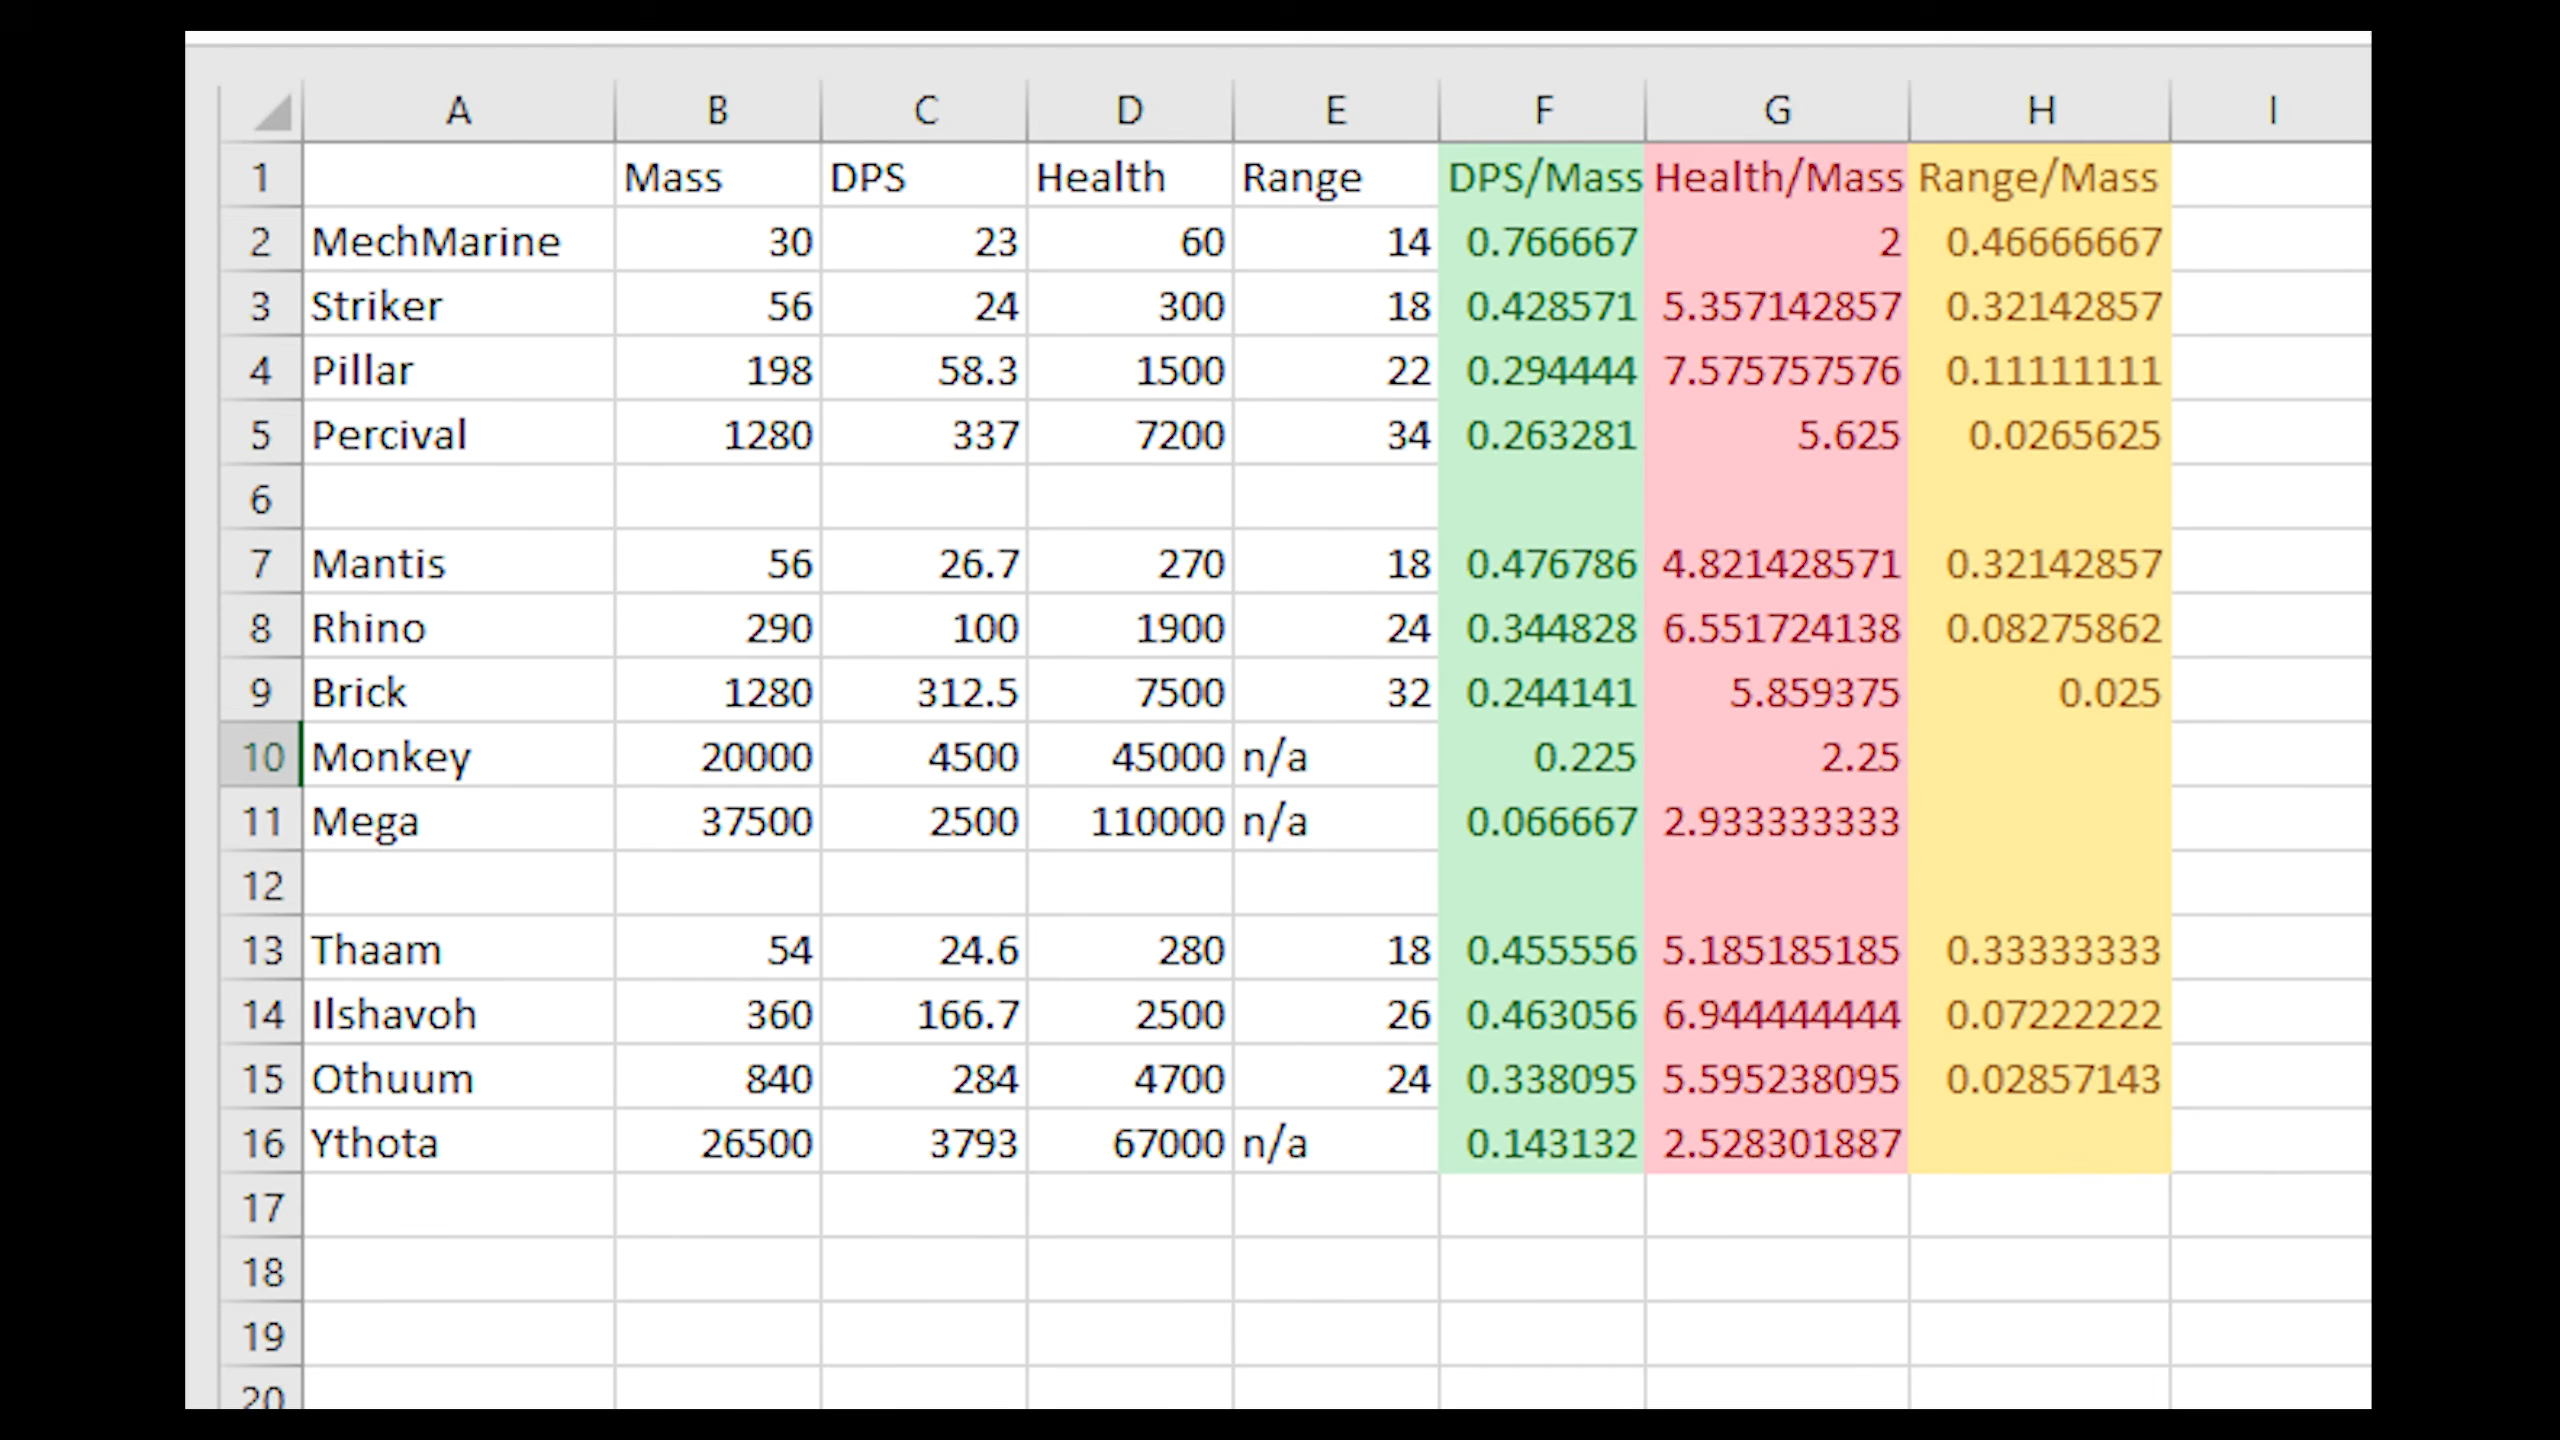 A B C D E F G H I
1 Mass DPS Health Range DPS/Mass Health/Mass Range/Mass
2 MechMarine 30 23 60 14 0.766667 2 0.46666667
3 Striker 56 24 300 18 0.428571 5.357142857 0.32142857
4 Pillar 198 58.3 1500 22 0.294444 7.575757576 0.11111111
5 Percival 1280 337 7200 34 0.263281 5.625 0.0265625
6
7 Mantis 56 26.7 270 18 0.476786 4.821428571 0.32142857
8 Rhino 290 100 1900 24 0.344828 6.551724138 0.08275862
9 Brick 1280 312.5 7500 32 0.244141 5.859375 0.025
10 Monkey 20000 4500 45000 n/a 0.225 2.25
11 Mega 37500 2500 110000 n/a 0.066667 2.933333333
12
13 Thaam 54 24.6 280 18 0.455556 5.185185185 0.33333333
14 Ilshavoh 360 166.7 2500 26 0.463056 6.944444444 0.07222222
15 Othuum 840 284 4700 24 0.338095 5.595238095 0.02857143
16 Ythota 26500 3793 67000 n/a 0.143132 2.528301887
17
18
19
20